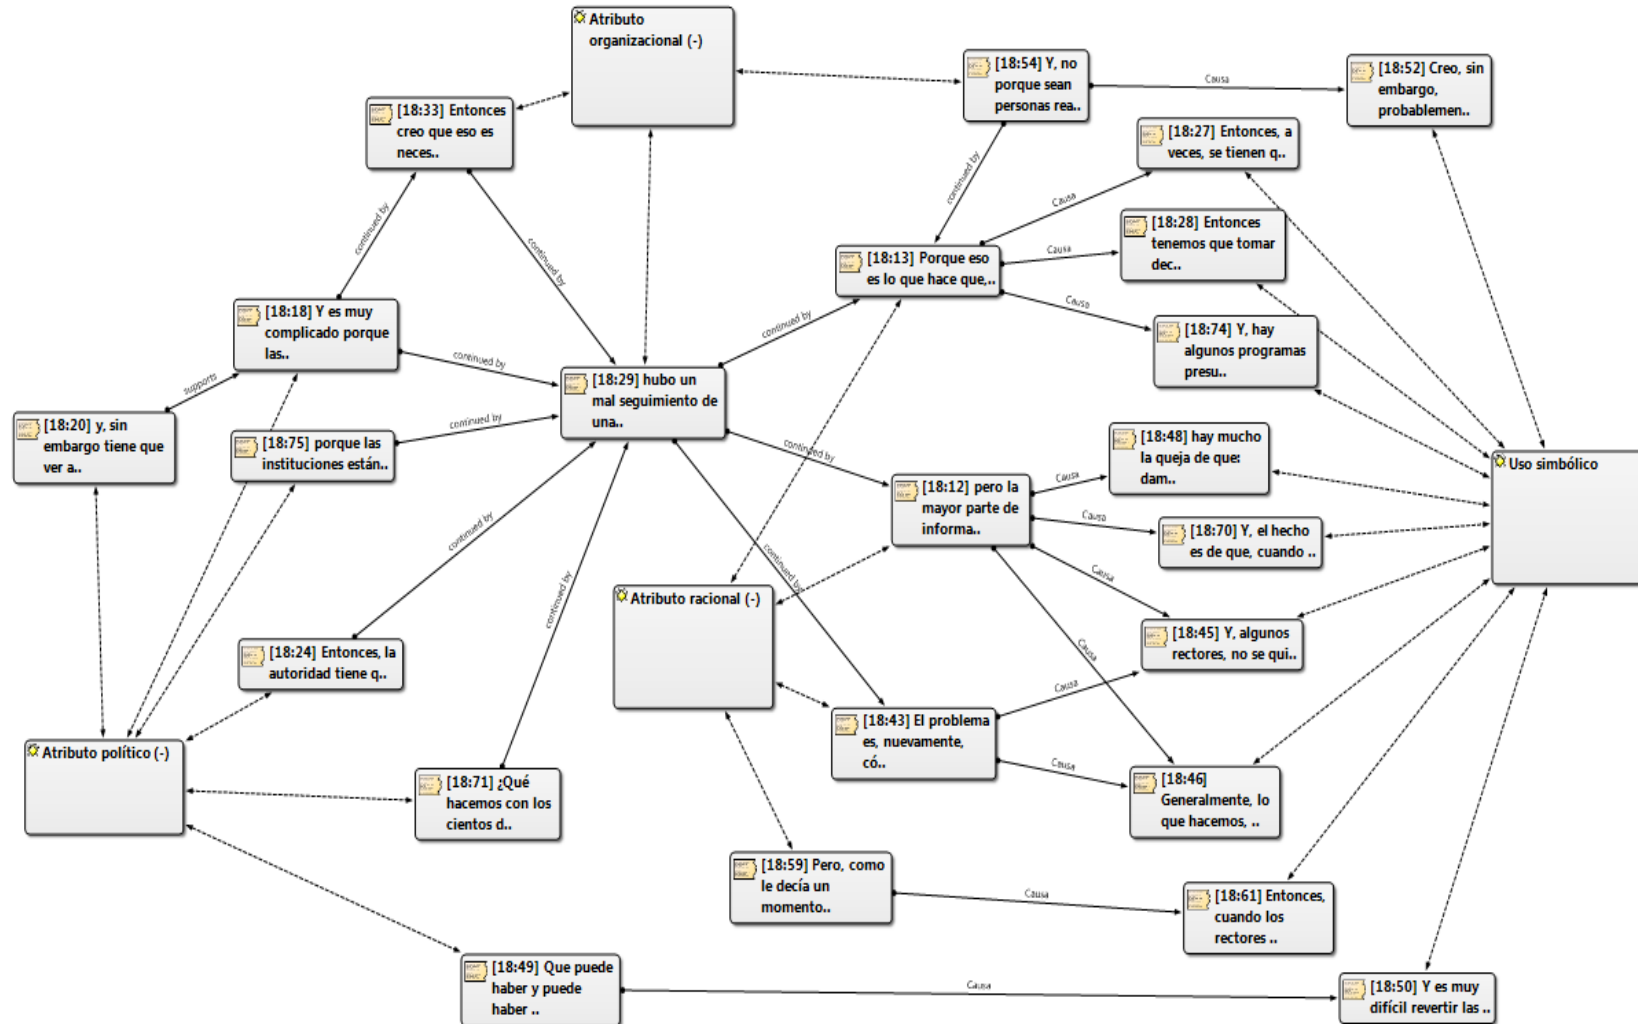 Atributo
organizacional (-)
[18:54] Y, no
porque sean
personas rea..
Causa
[18:52] Creo, sin
embargo,
probablemen..
[18:33] Entonces
creo que eso es
neces..
[18:27] Entonces, a
veces, se tienen q..
continued by
Causa
continued by
[18:28] Entonces
tenemos que tomar
dec..
continued by
Causa
[18:13] Porque eso
es lo que hace que,..
Causa
[18:18] Y es muy
complicado porque
las..
continued by
[18:74] Y, hay
algunos programas
presu..
continued by
supports
[18:29] hubo un
mal seguimiento de
una..
[18:20] y, sin
embargo tiene que
ver a..
[18:75] porque las
instituciones están..
continued by
continued by
[18:48] hay mucho
la queja de que:
dam..
Causa
Uso simbólico
[18:12] pero la
mayor parte de
informa..
Causa
[18:70] Y, el hecho
es de que, cuando ..
continued by
continued by
continued by
Causa
Causa
Atributo racional (-)
[18:45] Y, algunos
rectores, no se qui..
[18:24] Entonces, la
autoridad tiene q..
Causa
[18:43] El problema
es, nuevamente,
có..
Causa
Atributo político (-)
[18:71] ¿Qué
hacemos con los
cientos d..
[18:46]
Generalmente, lo
que hacemos, ..
[18:59] Pero, como
le decía un
momento..
Causa
[18:61] Entonces,
cuando los
rectores ..
[18:49] Que puede
haber y puede
haber ..
Causa
[18:50] Y es muy
difícil revertir las ..